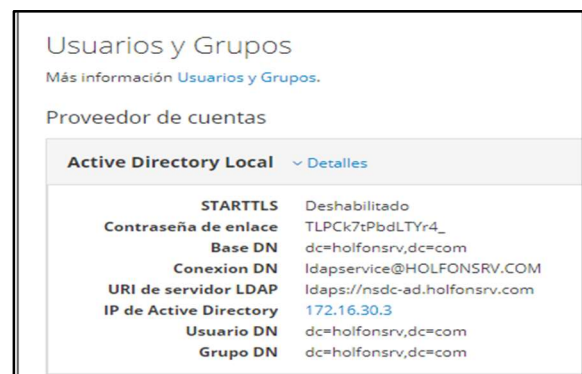 Usuarios y Grupos
Más información Usuarios y Grupos.
Proveedor de cuentas
Active Directory Local Detalles
STARTTLS Deshabilitado
Contraseña de enlace TLPCk7tPbdLTYr4_
Base DN dc=holfonsrv,dc=com
Conexion DN ldapservice@HOLFONSRV.COM
URI de servidor LDAP ldaps://nsdc-ad.holfonsrv.com
IP de Active Directory 172.16.30.3
Usuario DN dc=holfonsrv,dc=com
Grupo DN dc=holfonsrv,dc=com